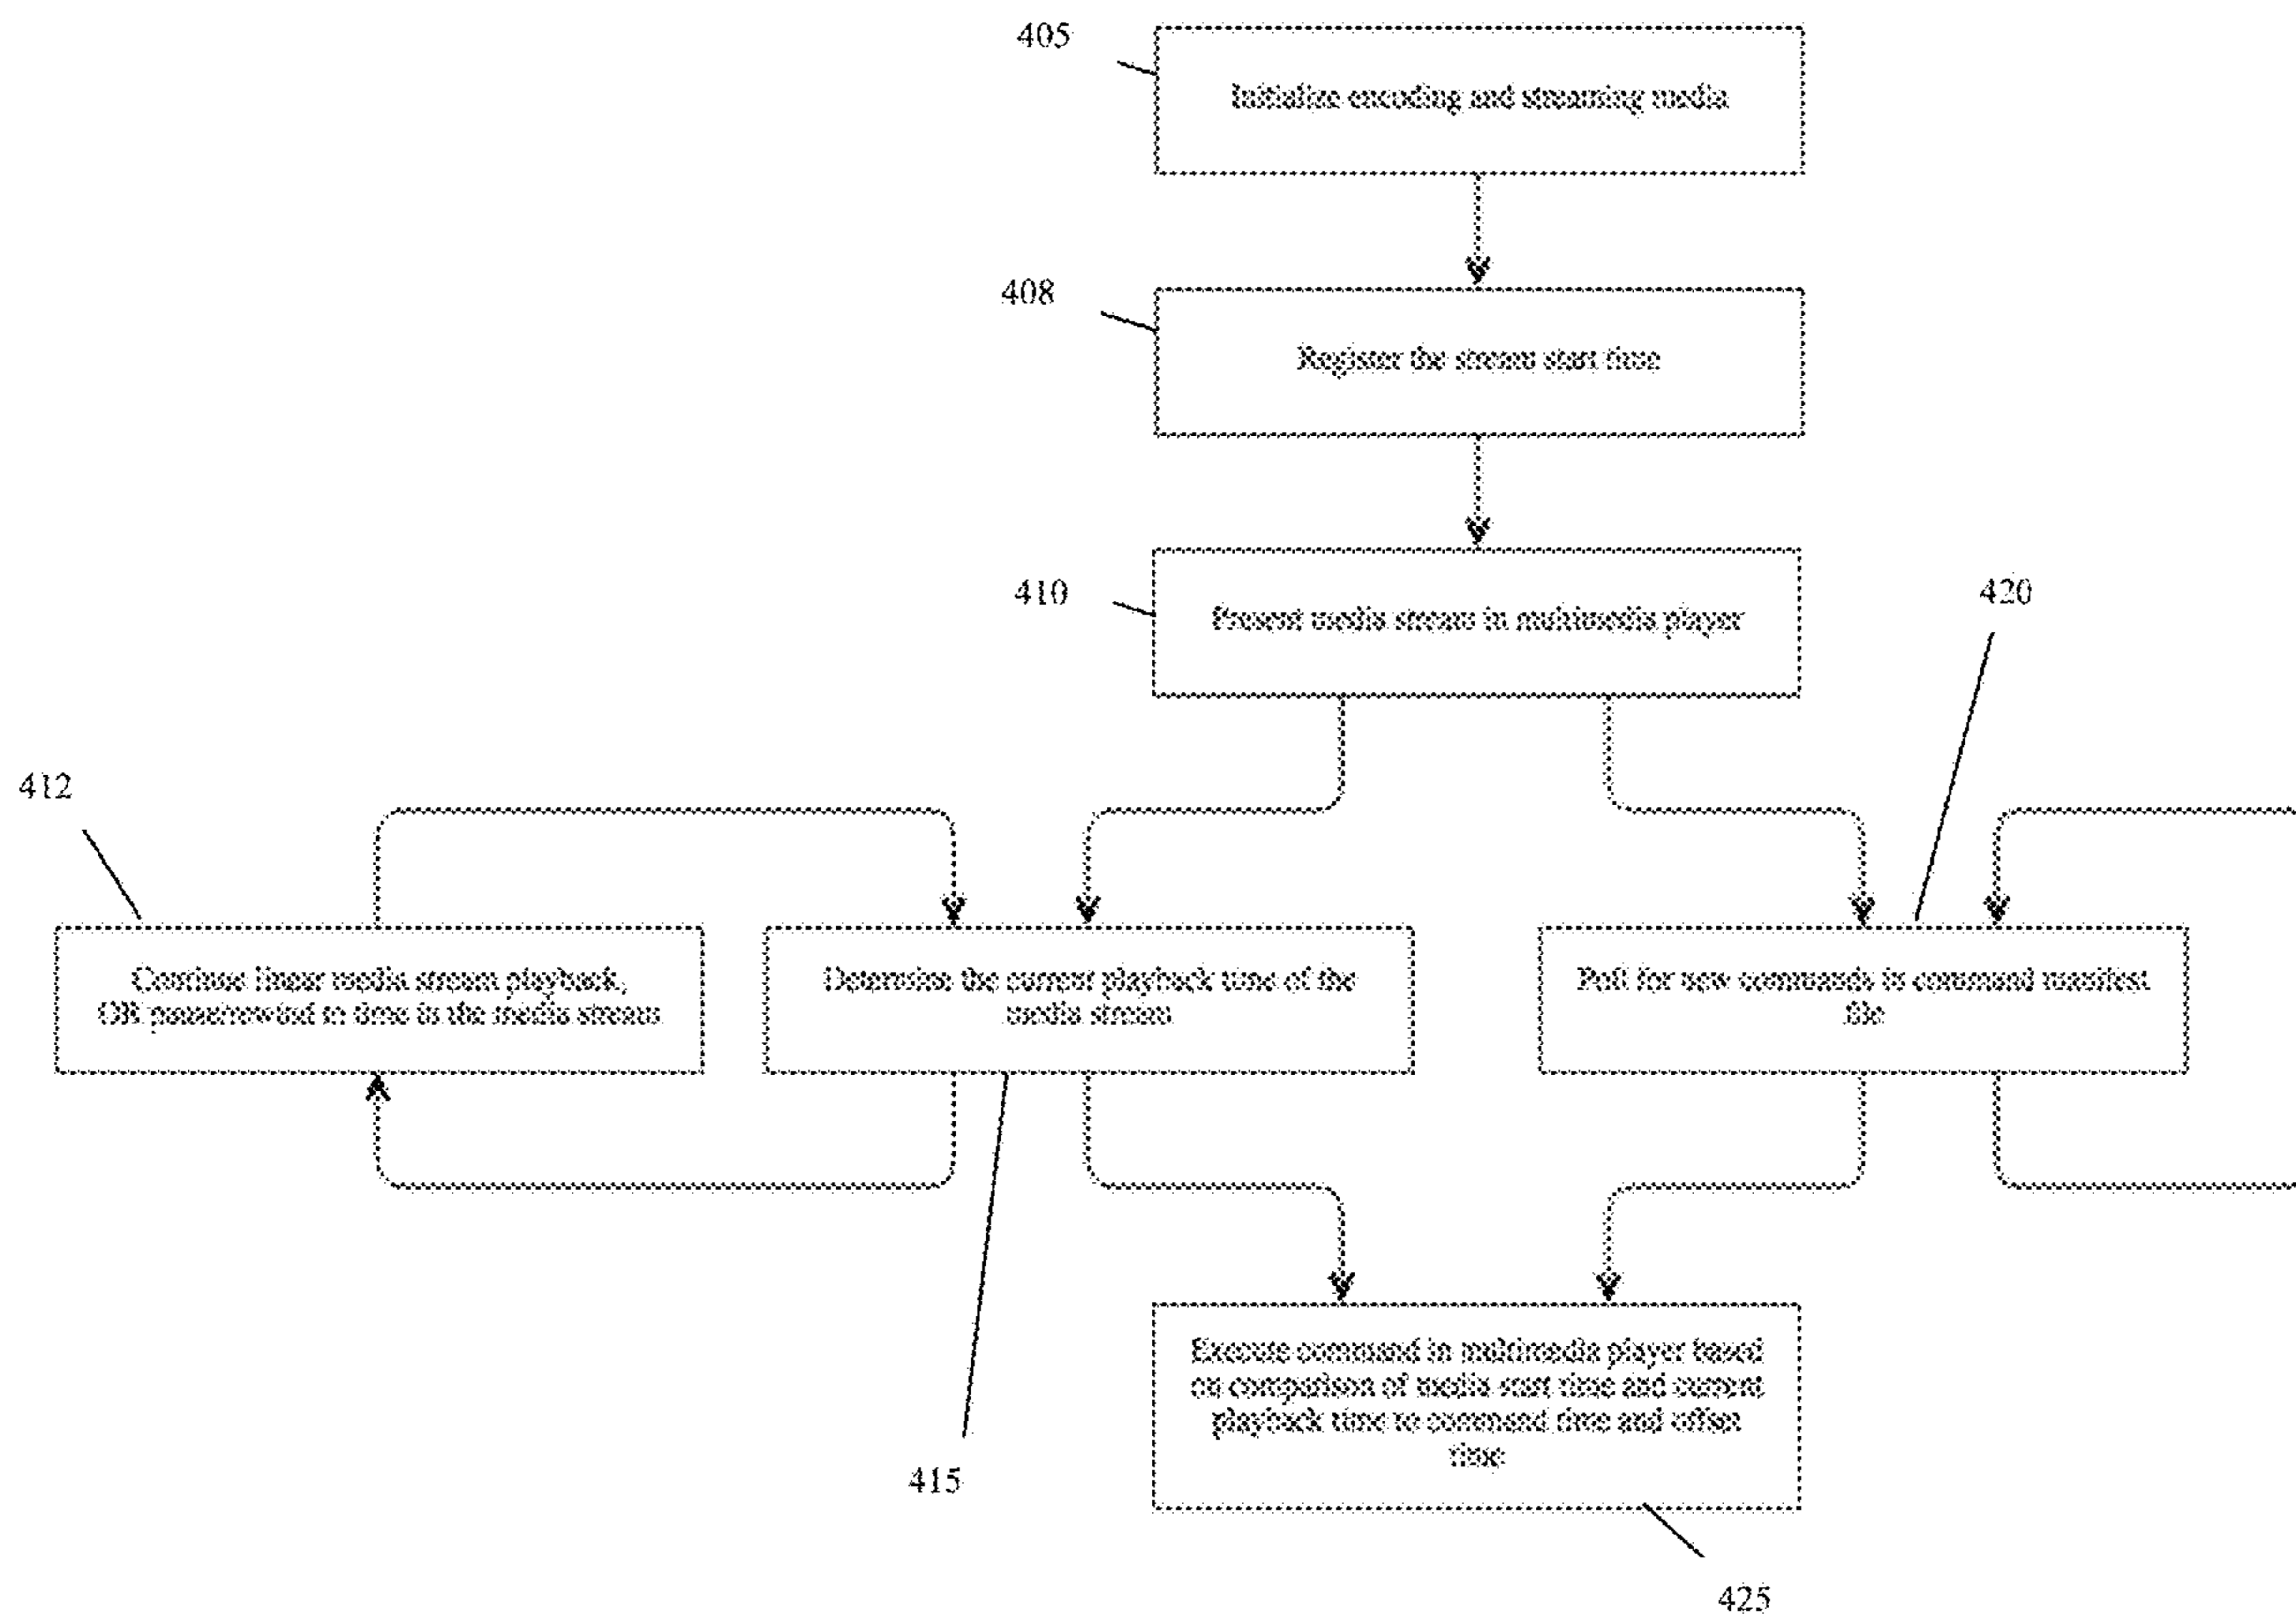 405
Initialize encoding and streaming media
408
Register the stream start time
410
Present media stream in multimedia player
420
412
Continue linear media stream playback,
OR pause/rewind in time in the media stream
Determine the current playback time of the
media stream
Poll for new commands in command manifest
file
Execute command in multimedia player based
on comparison of media start time and current
playback time to command time and offset
time
415
425